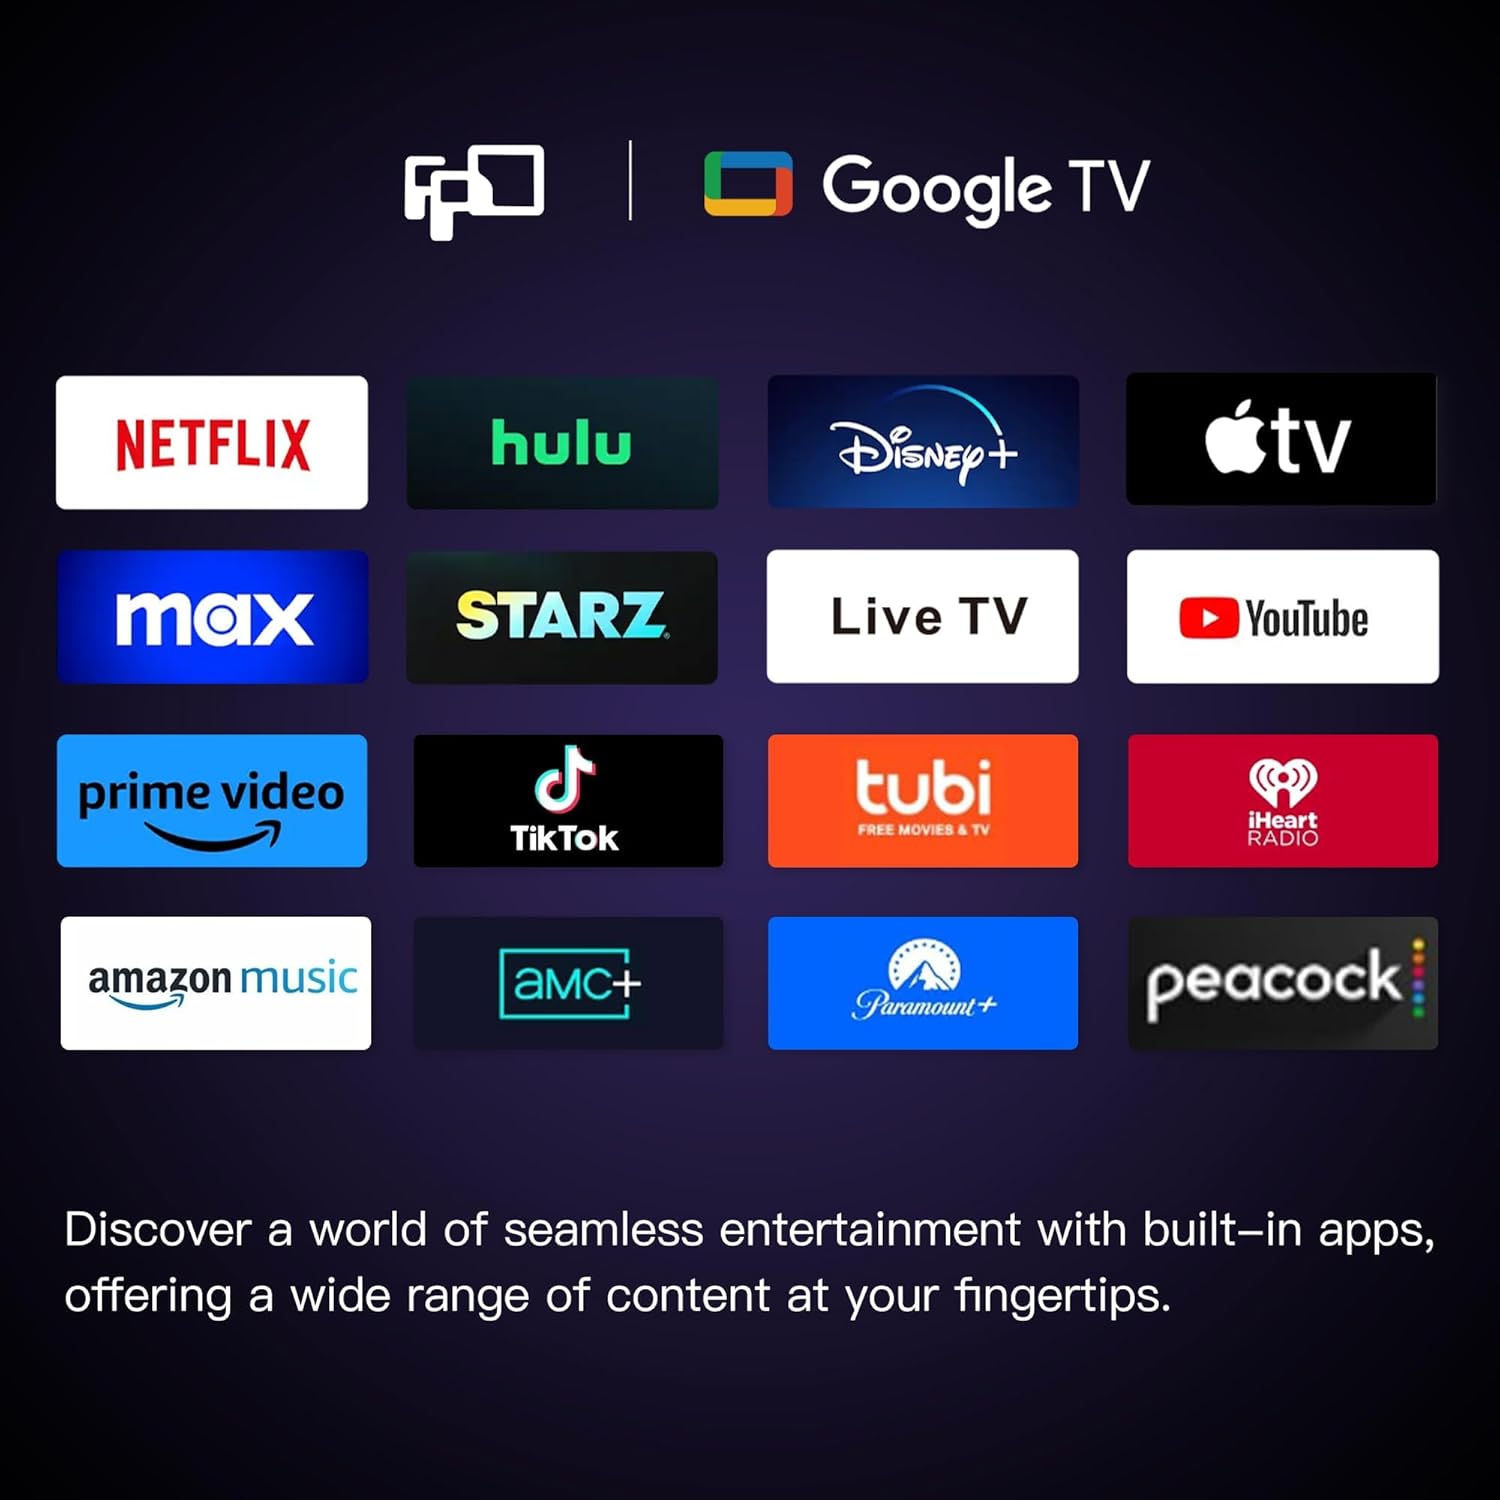 FPD
Google TV
NETFLIX
hulu
Disney+
tv
max
STARZ
Live TV
YouTube
prime video
TikTok
tubi
FREE MOVIES & TV
iHeart
RADIO
amazon music
aMC+
Paramount+
peacock
Discover a world of seamless entertainment with built-in apps,
offering a wide range of content at your fingertips.